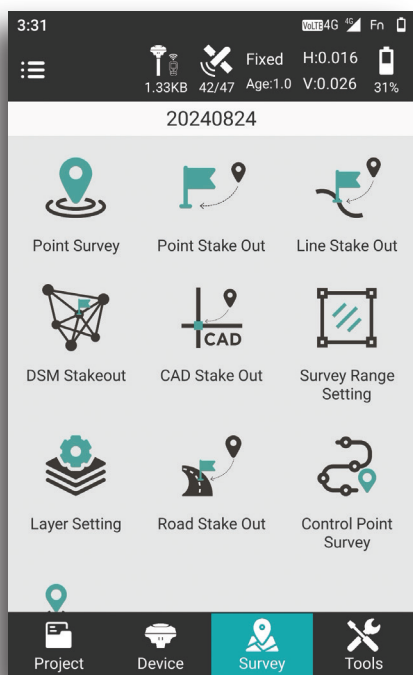 3:31 VoLTE 4G 4G Fn
Fixed H:0.016
1.33KB 42/47 Age:1.0 V:0.026 31%
20240824
Point Survey Point Stake Out Line Stake Out
CAD
DSM Stakeout CAD Stake Out Survey Range
Setting
Layer Setting Road Stake Out Control Point
Survey
Project Device Survey Tools